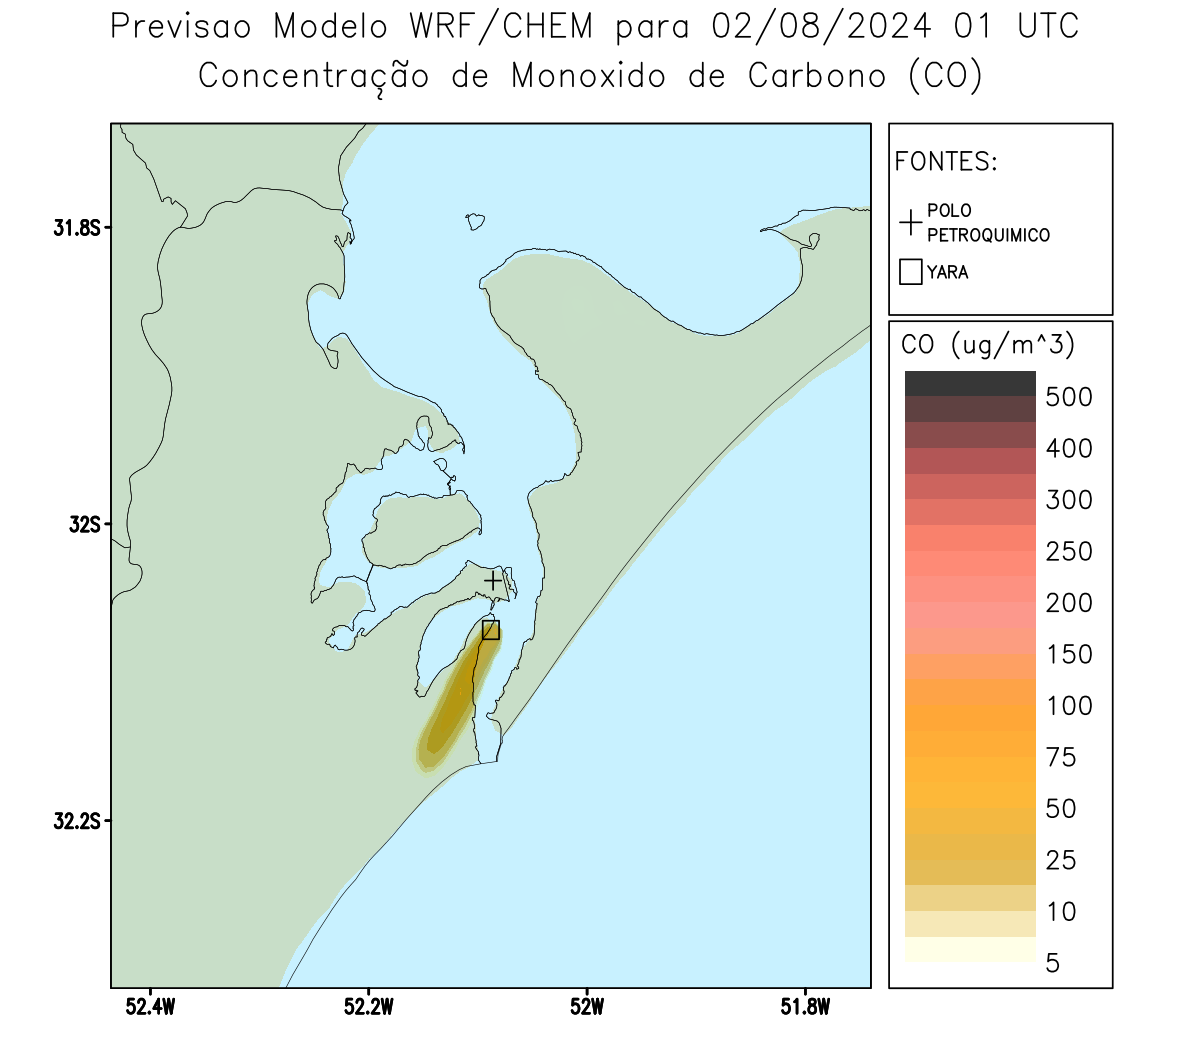 Previsao Modelo WRF/CHEM para 02/08/2024 01 UTC
Concentração de Monoxido de Carbono (CO)
FONTES:
POLO
PETROQUIMICO
YARA
CO (ug/m^3)
500
400
300
250
200
150
100
75
50
25
10
5
31.8S
32S
32.2S
52.4W
52.2W
52W
51.8W